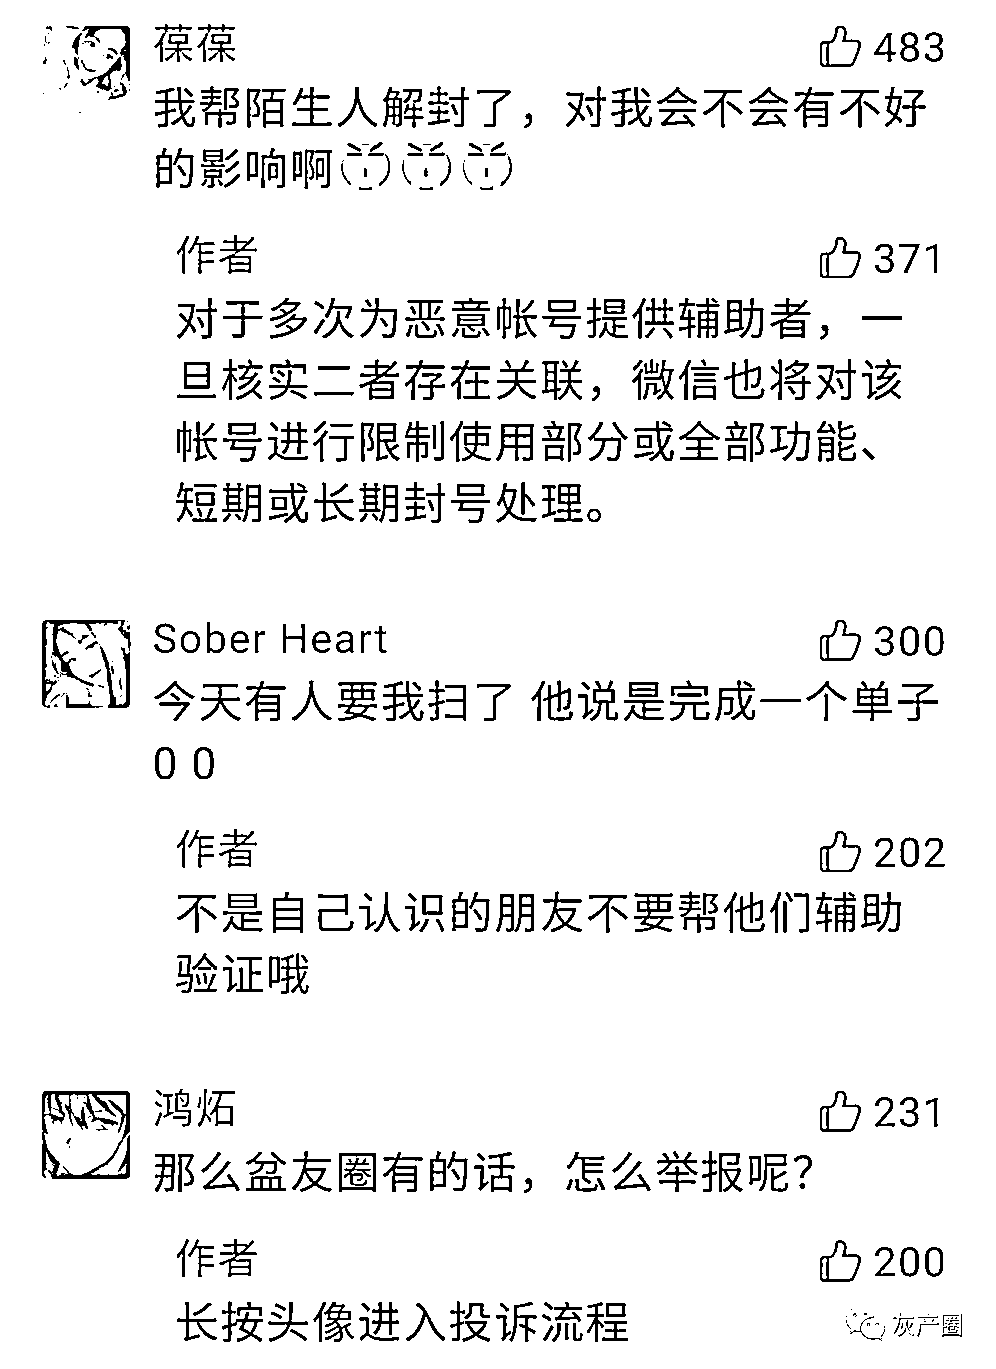 葆葆 483
我帮陌生人解封了，对我会不会有不好
的影响啊
作者 371
对于多次为恶意帐号提供辅助者，一
旦核实二者存在关联，微信也将对该
帐号进行限制使用部分或全部功能、
短期或长期封号处理。
Sober Heart 300
今天有人要我扫了 他说是完成一个单子
0 0
作者 202
不是自己认识的朋友不要帮他们辅助
验证哦
鸿炻 231
那么盆友圈有的话，怎么举报呢？
作者 200
长按头像进入投诉流程
灰产圈